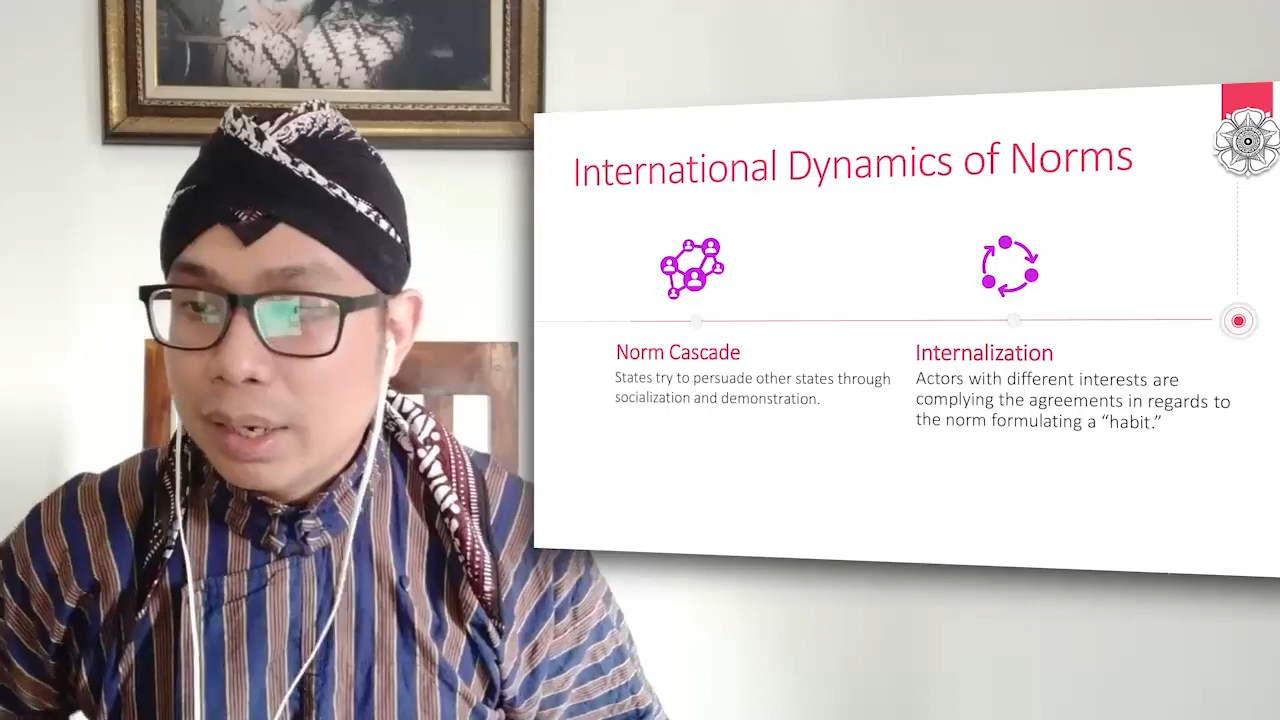 International Dynamics of Norms
Norm Cascade
States try to persuade other states through
socialization and demonstration.
Internalization
Actors with different interests are
complying the agreements in regards to
the norm formulating a “habit.”